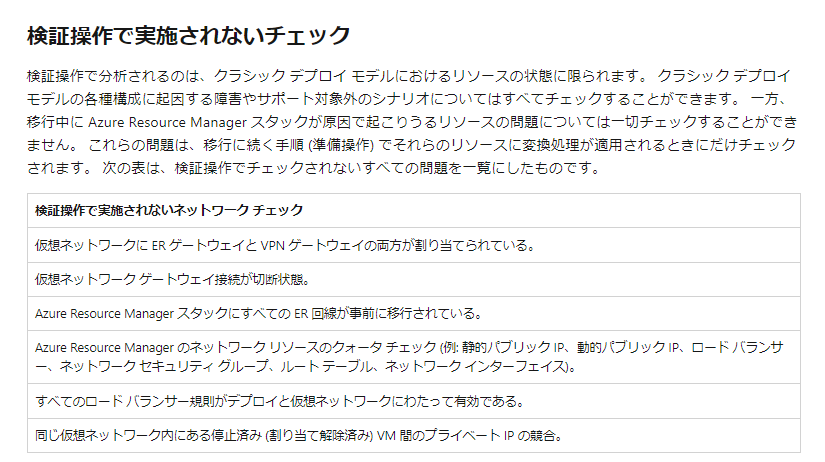 検証操作で実施されないチェック
検証操作で分析されるのは、クラシック デプロイ モデルにおけるリソースの状態に限られます。 クラシック デプロイ
モデルの各種構成に起因する障害やサポート対象外のシナリオについてはすべてチェックすることができます。 一方、
移行中に Azure Resource Manager スタックが原因で起こりうるリソースの問題については一切チェックすることができ
ません。 これらの問題は、移行に続く手順 (準備操作) でそれらのリソースに変換処理が適用されるときにだけチェック
されます。 次の表は、検証操作でチェックされないすべての問題を一覧にしたものです。
検証操作で実施されないネットワーク チェック
仮想ネットワークに ER ゲートウェイと VPN ゲートウェイの両方が割り当てられている。
仮想ネットワーク ゲートウェイ接続が切断状態。
Azure Resource Manager スタックにすべての ER 回線が事前に移行されている。
Azure Resource Manager のネットワーク リソースのクォータ チェック (例: 静的パブリック IP、動的パブリック IP、ロード バランサ
ー、ネットワーク セキュリティ グループ、ルート テーブル、ネットワーク インターフェイス)。
すべてのロード バランサー規則がデプロイと仮想ネットワークにわたって有効である。
同じ仮想ネットワーク内にある停止済み (割り当て解除済み) VM 間のプライベート IP の競合。